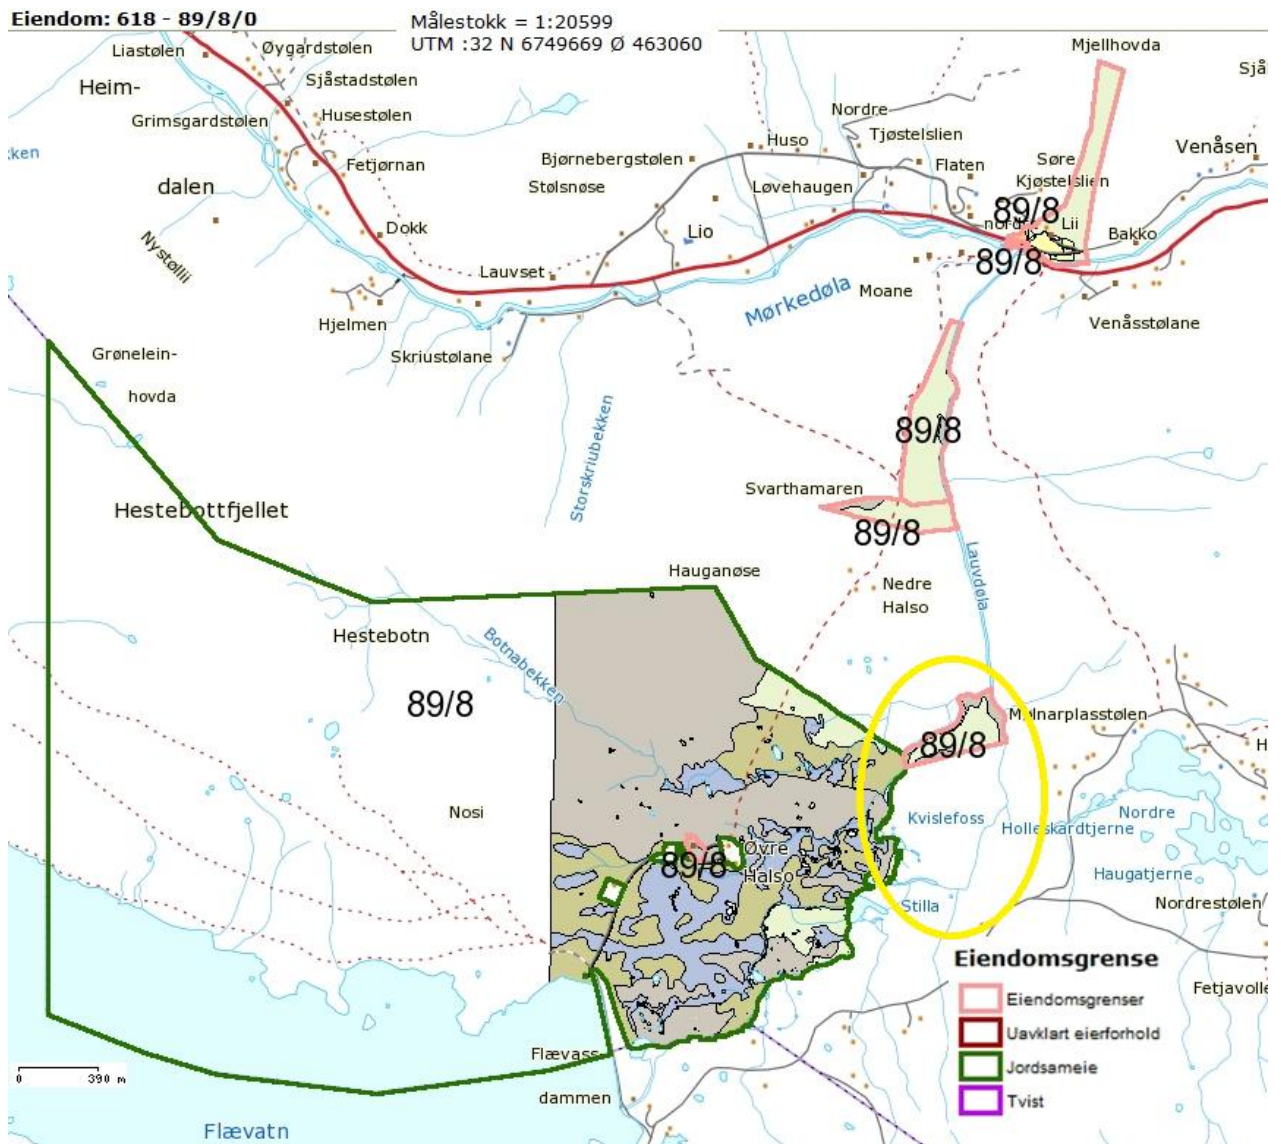 Eiendom: 618 - 89/8/0
Målestokk = 1:20599
UTM :32 N 6749669 Ø 463060
Liastølen
Øygardstølen
Mjellhovda
Heim-
Sjåstadstølen
Sjå
Grimsgardstølen
Husestølen
Nordre
Tjøstelslien
Huso
Venåsen
ken
Fetjørnan
Bjørnebergstølen
Flaten
Søre
dalen
Stølsnøse
Løvehaugen
Kjøstelslien
89/8
nord
Lii
Dokk
Lio
Bakko
Nystøllii
89/8
Lauvset
Mørkedøla
Moane
Hjelmen
Venåsstølane
Grønelein-
Skriustølane
hovda
89/8
Storskriubekken
Svarthamaren
Hestebottfjellet
89/8
Lauvdøla
Hauganøse
Nedre
Halso
Hestebotn
Botnabekken
89/8
Mølnarplasstølen
89/8
H
Nosi
Kvislefoss
Holleskardtjerne
Nordre
Øvre
89/8
Halso
Haugatjerne
Stilla
Nordrestølen
Eiendomsgrense
Eiendomsgrenser
Fetjavolle
Uavklart eierforhold
Flævass
Jordsameie
0 390 m
dammen
Tvist
Flævatn